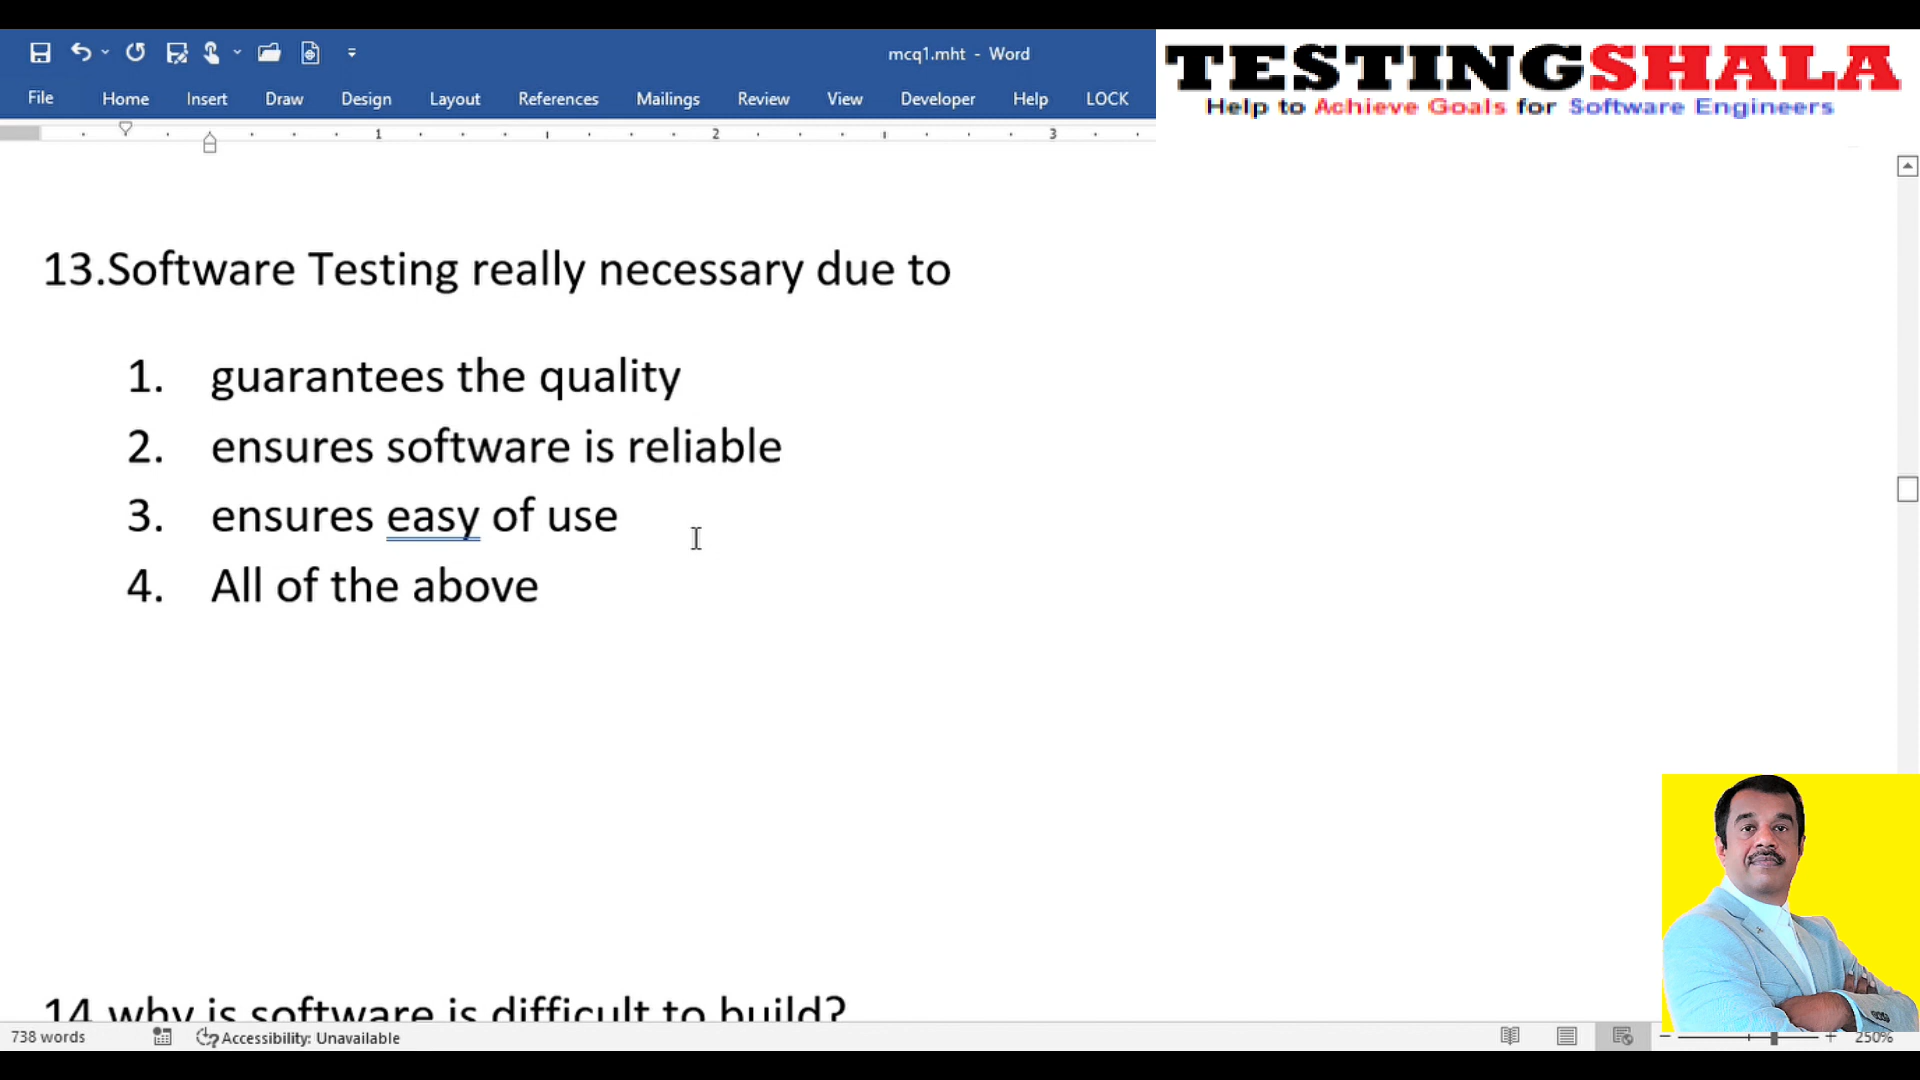 mcq1.mht - Word
TESTINGSHALA
Help to Achieve Goals for Software Engineers
File Home Insert Draw Design Layout References Mailings Review View Developer Help LOCK
1 2 3
13.Software Testing really necessary due to
1. guarantees the quality
2. ensures software is reliable
3. ensures easy of use
4. All of the above
14.why is software is difficult to build?
738 words Accessibility: Unavailable 250%